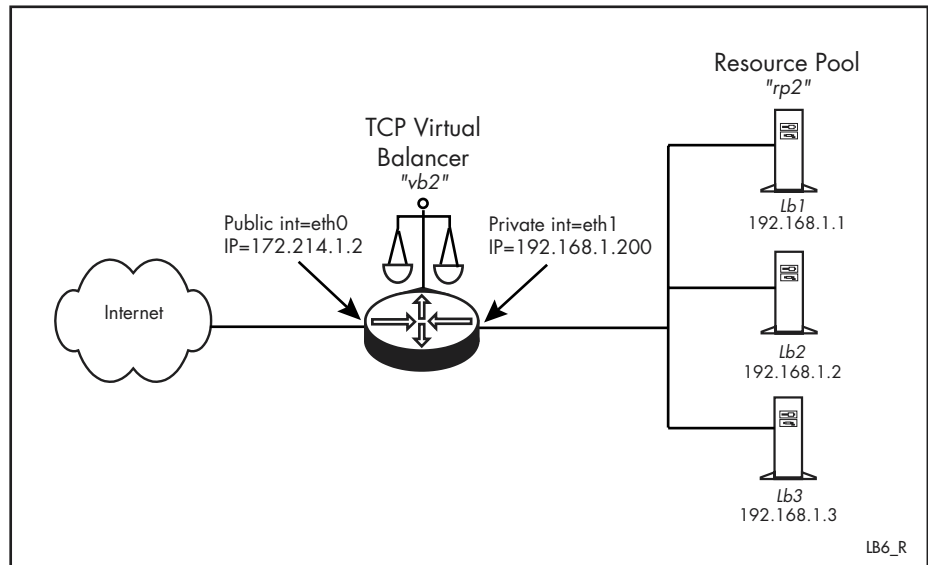 Resource Pool
"rp2"
TCP Virtual
Balancer
"vb2"
Public int=eth0
IP=172.214.1.2
Private int=eth1
IP=192.168.1.200
Internet
Lb1
192.168.1.1
Lb2
192.168.1.2
Lb3
192.168.1.3
LB6_R